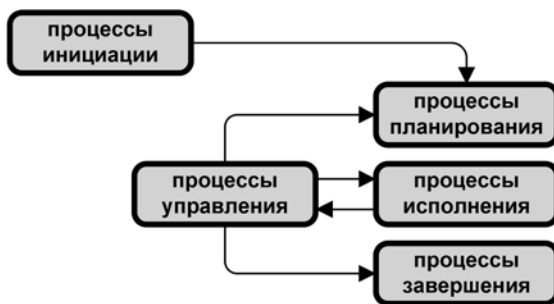 процессы
инициации
процессы
планирования
процессы
управления
процессы
исполнения
процессы
завершения